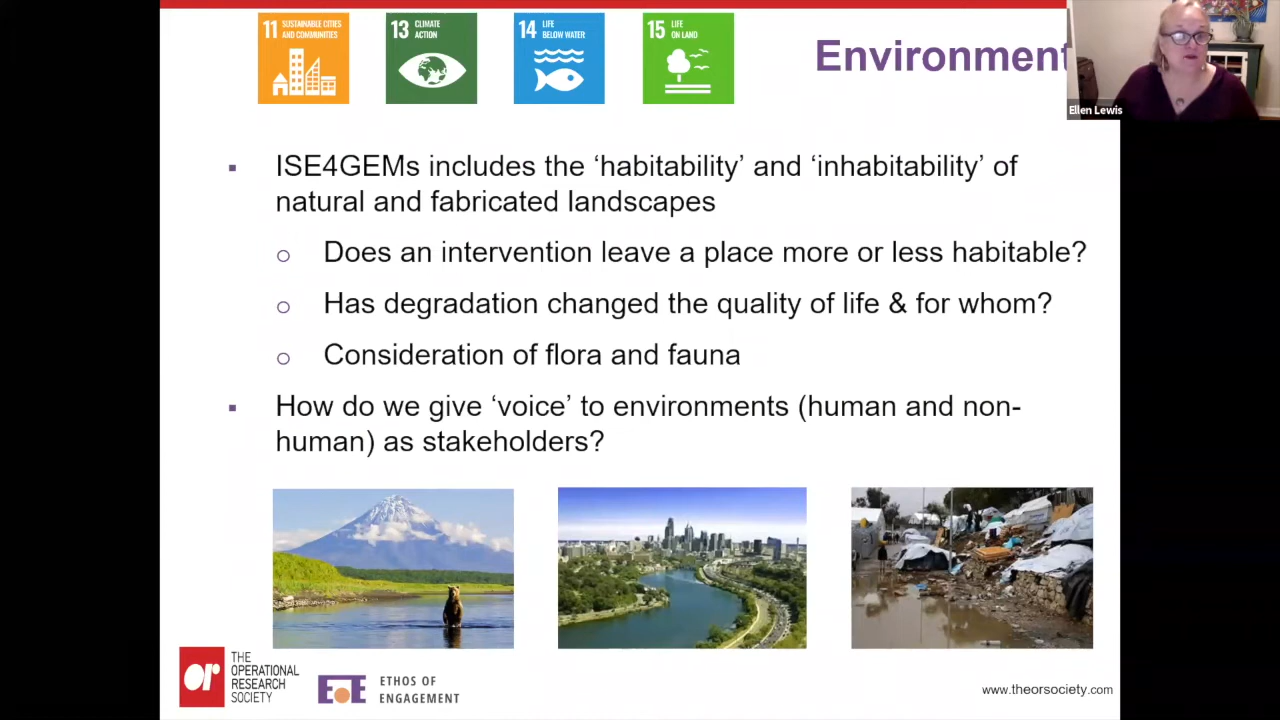 11 SUSTAINABLE CITIES
AND COMMUNITIES
13 CLIMATE
ACTION
14 LIFE
BELOW WATER
15 LIFE
ON LAND
Environment
Ellen Lewis
▪ ISE4GEMs includes the ‘habitability’ and ‘inhabitability’ of
natural and fabricated landscapes
o Does an intervention leave a place more or less habitable?
o Has degradation changed the quality of life & for whom?
o Consideration of flora and fauna
▪ How do we give ‘voice’ to environments (human and non-
human) as stakeholders?
or
THE
OPERATIONAL
RESEARCH
SOCIETY
EOE
ETHOS OF
ENGAGEMENT
www.theorsociety.com